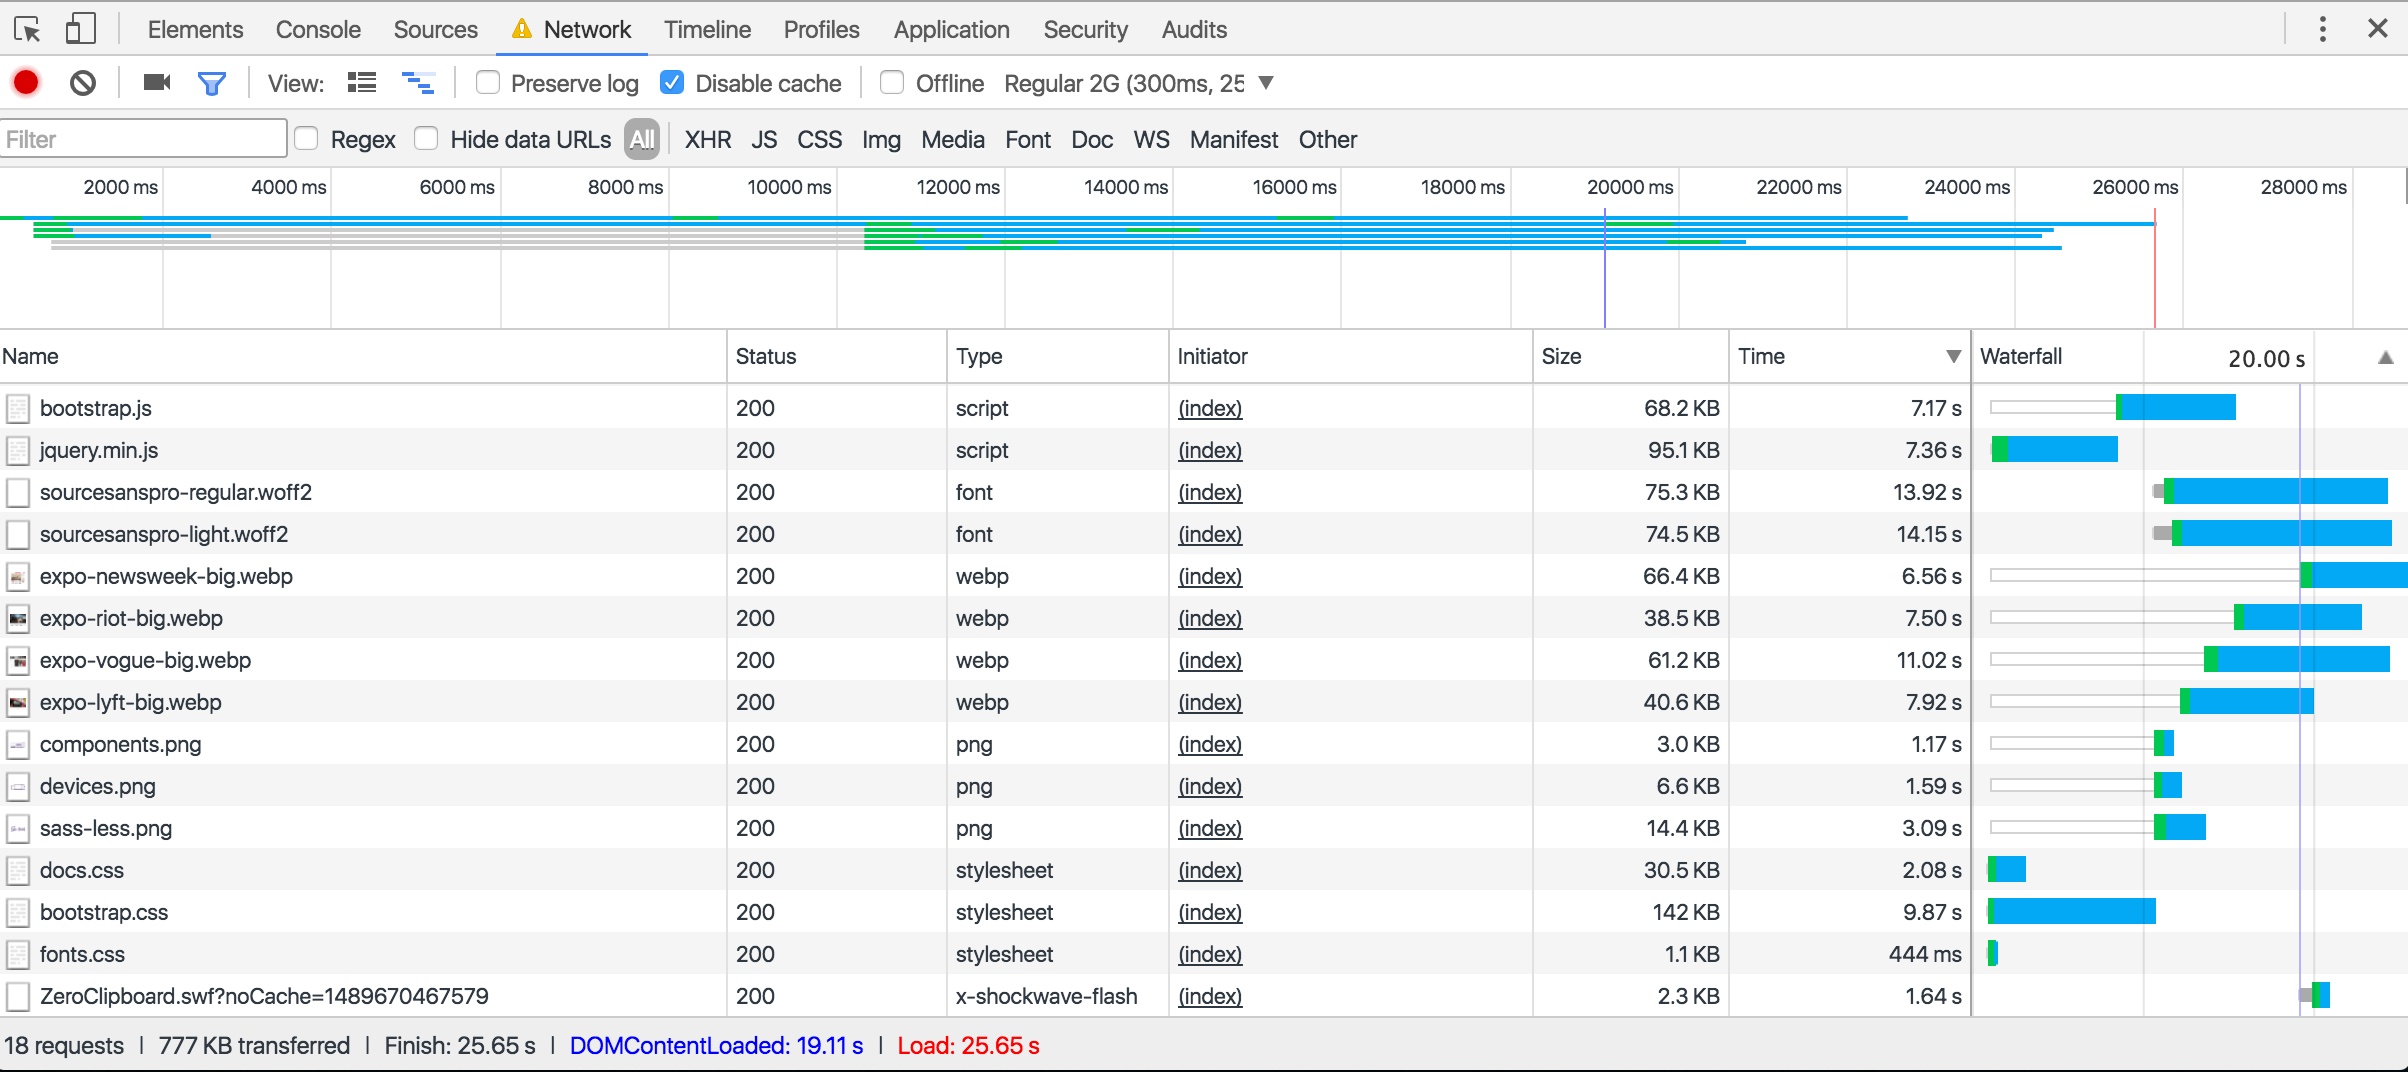 Elements Console Sources Network Timeline Profiles Application Security Audits
View: Preserve log Disable cache Offline Regular 2G (300ms, 25
Filter Regex Hide data URLs All XHR JS CSS Img Media Font Doc WS Manifest Other
2000 ms 4000 ms 6000 ms 8000 ms 10000 ms 12000 ms 14000 ms 16000 ms 18000 ms 20000 ms 22000 ms 24000 ms 26000 ms 28000 ms
Name Status Type Initiator Size Time Waterfall 20.00 s
bootstrap.js 200 script (index) 68.2 KB 7.17 s
jquery.min.js 200 script (index) 95.1 KB 7.36 s
sourcesanspro-regular.woff2 200 font (index) 75.3 KB 13.92 s
sourcesanspro-light.woff2 200 font (index) 74.5 KB 14.15 s
expo-newsweek-big.webp 200 webp (index) 66.4 KB 6.56 s
expo-riot-big.webp 200 webp (index) 38.5 KB 7.50 s
expo-vogue-big.webp 200 webp (index) 61.2 KB 11.02 s
expo-lyft-big.webp 200 webp (index) 40.6 KB 7.92 s
components.png 200 png (index) 3.0 KB 1.17 s
devices.png 200 png (index) 6.6 KB 1.59 s
sass-less.png 200 png (index) 14.4 KB 3.09 s
docs.css 200 stylesheet (index) 30.5 KB 2.08 s
bootstrap.css 200 stylesheet (index) 142 KB 9.87 s
fonts.css 200 stylesheet (index) 1.1 KB 444 ms
ZeroClipboard.swf?noCache=1489670467579 200 x-shockwave-flash (index) 2.3 KB 1.64 s
18 requests | 777 KB transferred | Finish: 25.65 s | DOMContentLoaded: 19.11 s | Load: 25.65 s